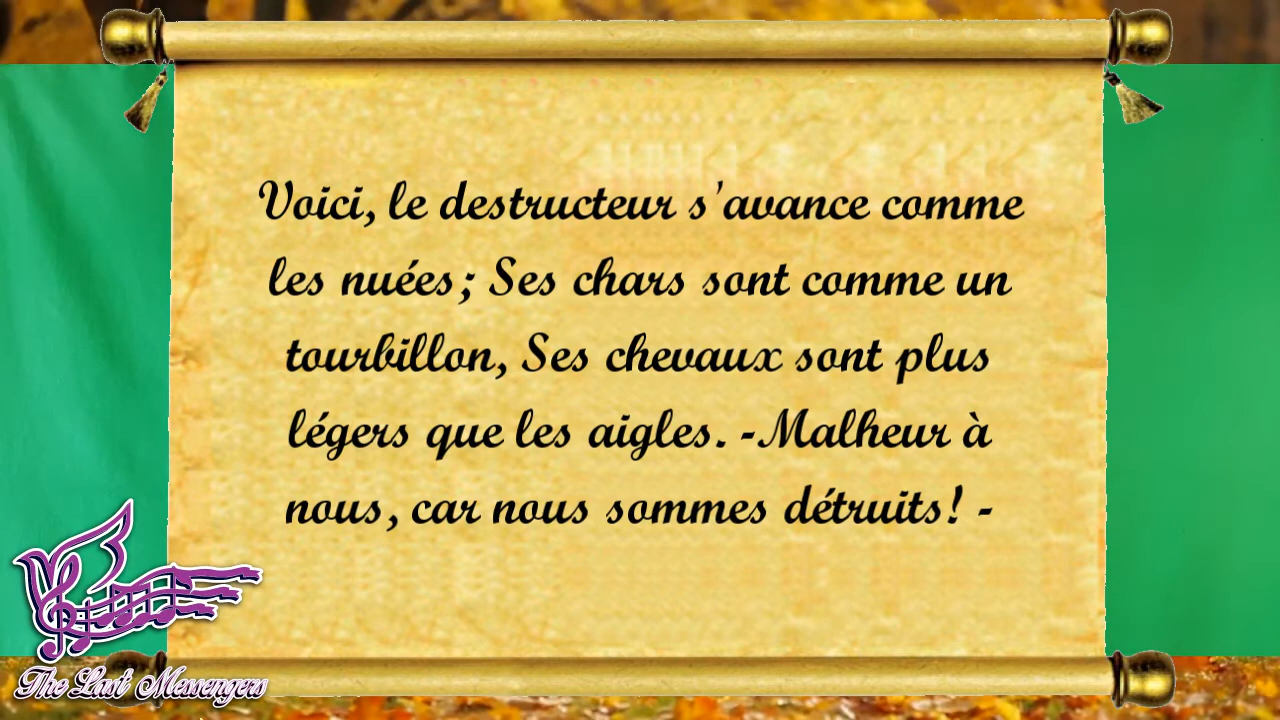 Voici, le destructeur s'avance comme
les nuées; Ses chars sont comme un
tourbillon, Ses chevaux sont plus
légers que les aigles. -Malheur à
nous, car nous sommes détruits! -
The Last Messengers